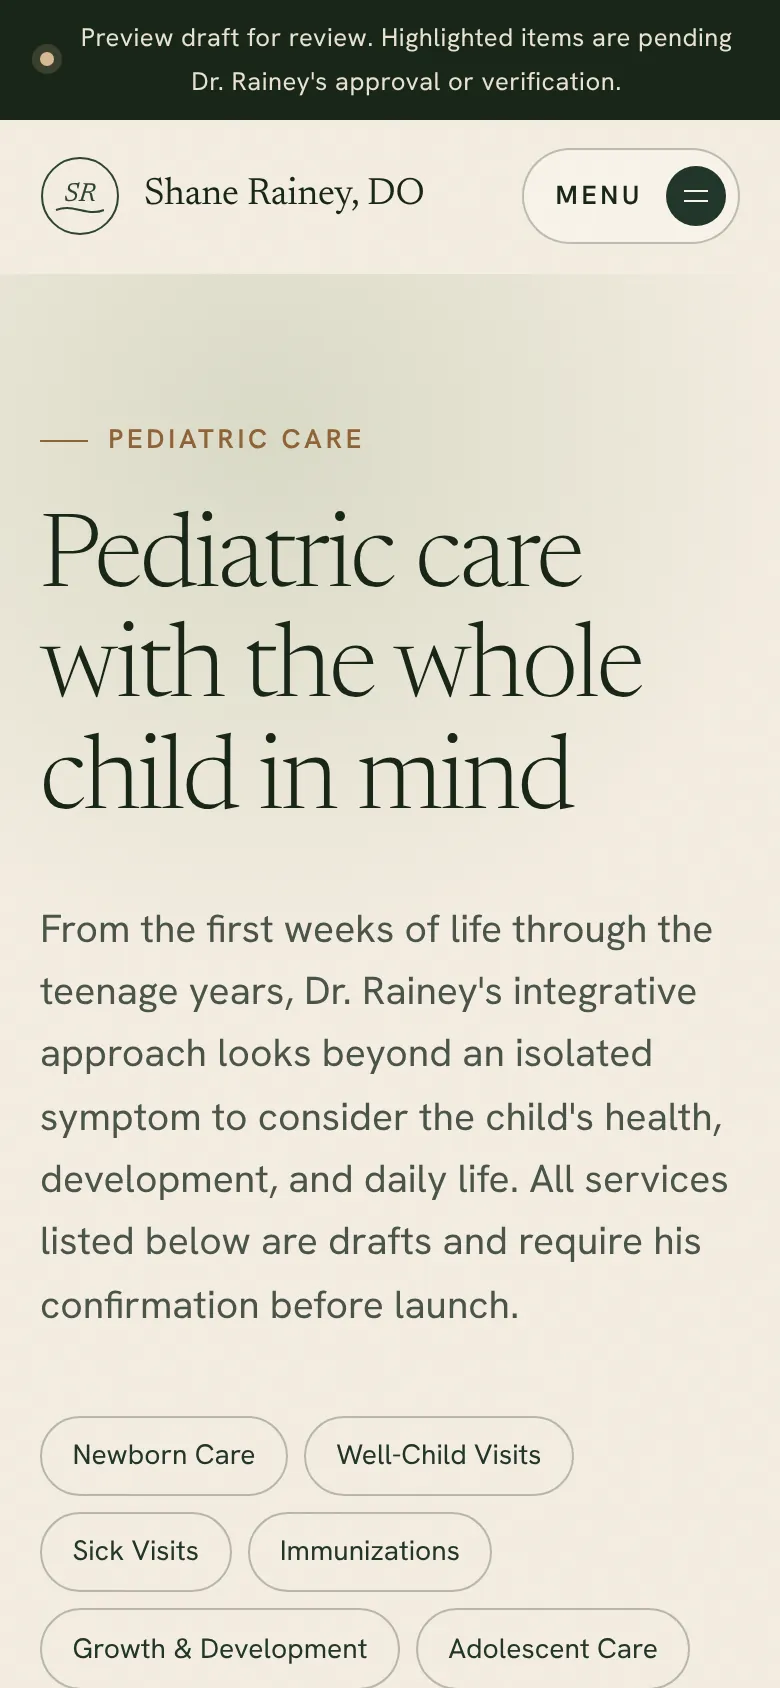 Preview draft for review. Highlighted items are pending
Dr. Rainey's approval or verification.
SR
Shane Rainey, DO
MENU
PEDIATRIC CARE
Pediatric care
with the whole
child in mind
From the first weeks of life through the
teenage years, Dr. Rainey's integrative
approach looks beyond an isolated
symptom to consider the child's health,
development, and daily life. All services
listed below are drafts and require his
confirmation before launch.
Newborn Care
Well-Child Visits
Sick Visits
Immunizations
Growth & Development
Adolescent Care